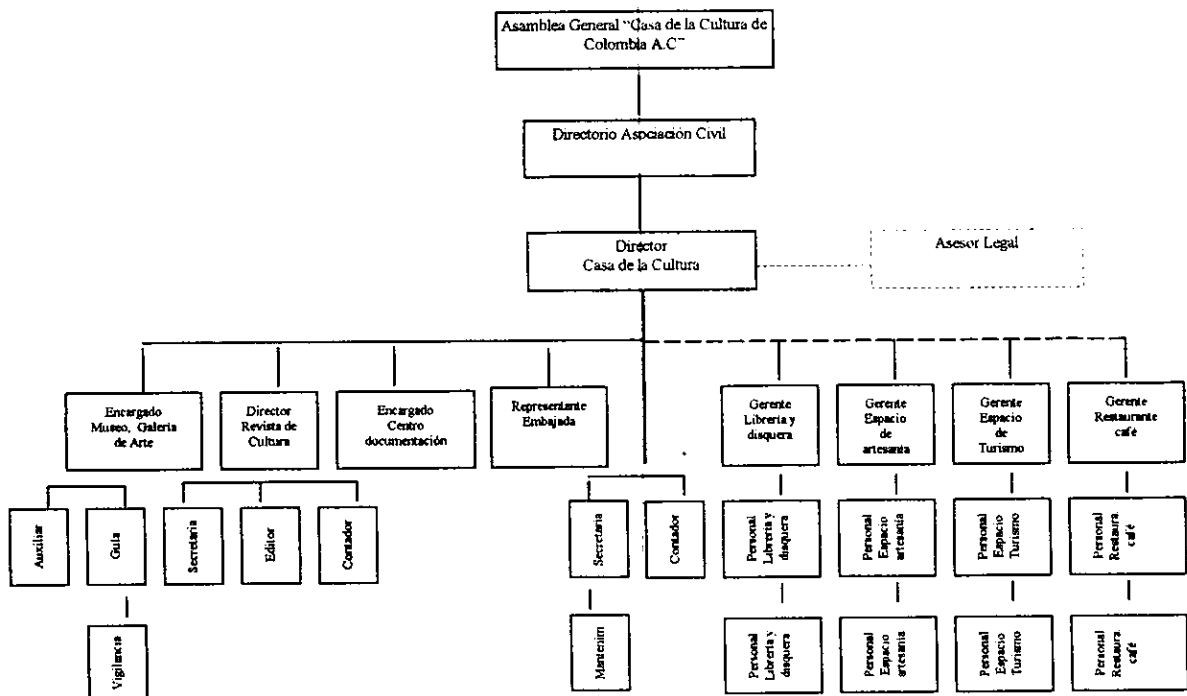 Asamblea General "Casa de la Cultura de
Colombia A.C"
Directorio Asociación Civil
Director
Casa de la Cultura
Asesor Legal
Encargado
Museo, Galería
de Arte
Director
Revista de
Cultura
Encargado
Centro
documentación
Representante
Embajada
Gerente
Librería y
disquera
Gerente
Espacio
de
artesanía
Gerente
Espacio
de
Turismo
Gerente
Restaurante
café
Auxiliar
Guía
Secretaria
Editor
Contador
Secretaria
Contador
Personal
Librería y
disquera
Personal
Espacio
artesanía
Personal
Espacio
Turismo
Personal
Restaura.
café
Vigilancia
Mantenim
Personal
Librería y
disquera
Personal
Espacio
artesanía
Personal
Espacio
Turismo
Personal
Restaura.
café